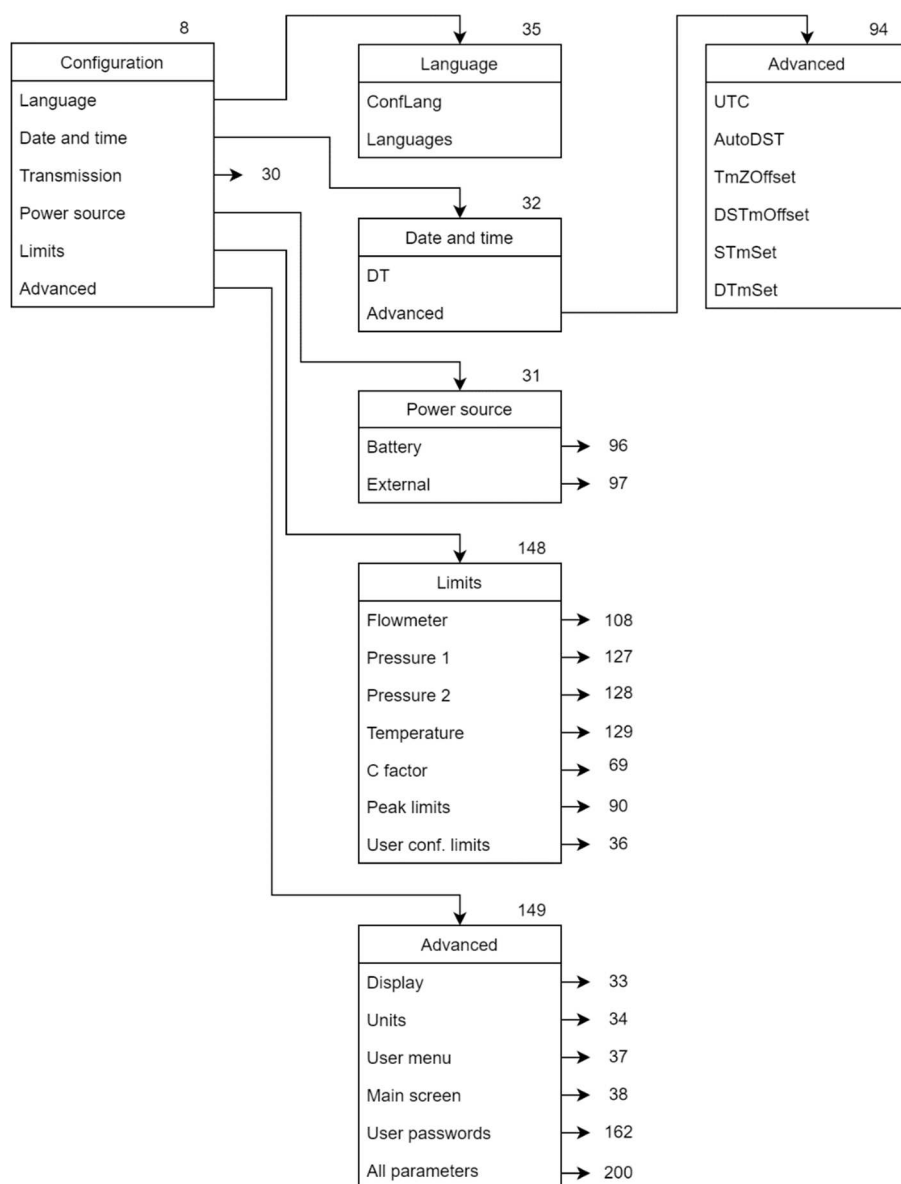 8
Configuration
Language
Date and time
Transmission
30
Power source
Limits
Advanced
35
Language
ConfLang
Languages
32
Date and time
DT
Advanced
94
Advanced
UTC
AutoDST
TmZOffset
DSTmOffset
STmSet
DTmSet
31
Power source
Battery
96
External
97
148
Limits
Flowmeter
108
Pressure 1
127
Pressure 2
128
Temperature
129
C factor
69
Peak limits
90
User conf. limits
36
149
Advanced
Display
33
Units
34
User menu
37
Main screen
38
User passwords
162
All parameters
200